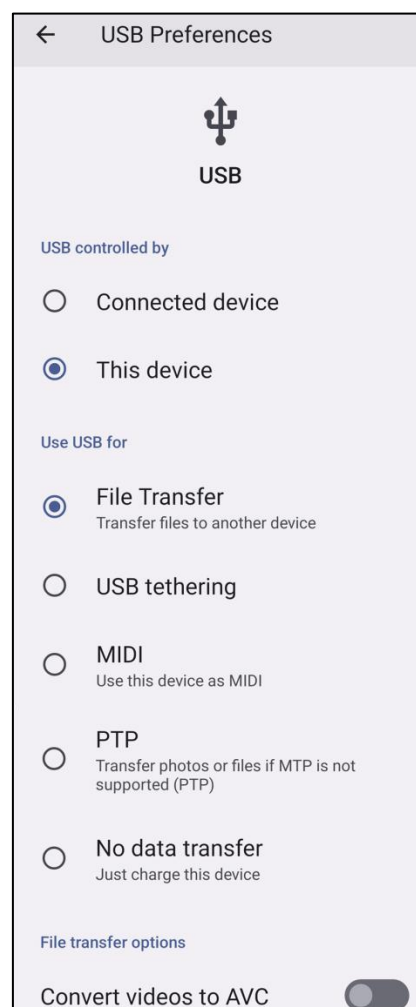 USB Preferences
USB
USB controlled by
Connected device
This device
Use USB for
File Transfer
Transfer files to another device
USB tethering
MIDI
Use this device as MIDI
PTP
Transfer photos or files if MTP is not
supported (PTP)
No data transfer
Just charge this device
File transfer options
Convert videos to AVC